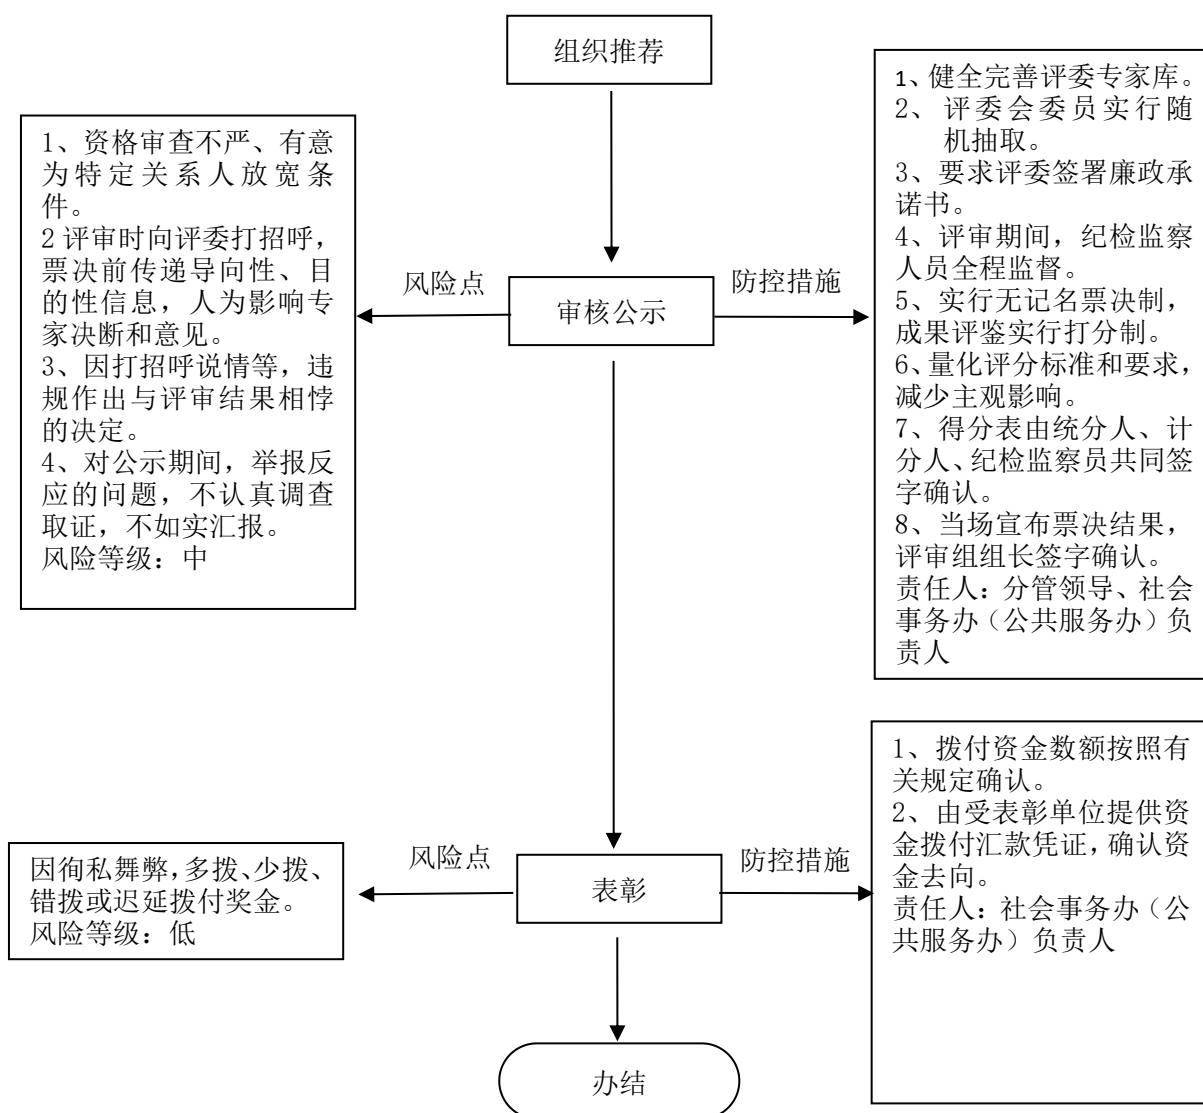 组织推荐
1、资格审查不严、有意
为特定关系人放宽条
件。
2 评审时向评委打招呼，
票决前传递导向性、目
的性信息，人为影响专
家决断和意见。
3、因打招呼说情等，违
规作出与评审结果相悖
的决定。
4、对公示期间，举报反
应的问题，不认真调查
取证，不如实汇报。
风险等级：中
风险点
审核公示
防控措施
1、健全完善评委专家库。
2、评委会委员实行随
机抽取。
3、要求评委签署廉政承
诺书。
4、评审期间，纪检监察
人员全程监督。
5、实行无记名票决制，
成果评鉴实行打分制。
6、量化评分标准和要求，
减少主观影响。
7、得分表由统分人、计
分人、纪检监察员共同签
字确认。
8、当场宣布票决结果，
评审组组长签字确认。
责任人：分管领导、社会
事务办（公共服务办）负
责人
因徇私舞弊，多拨、少拨、
错拨或迟延拨付奖金。
风险等级：低
风险点
表彰
防控措施
1、拨付资金数额按照有
关规定确认。
2、由受表彰单位提供资
金拨付汇款凭证，确认资
金去向。
责任人：社会事务办（公
共服务办）负责人
办结